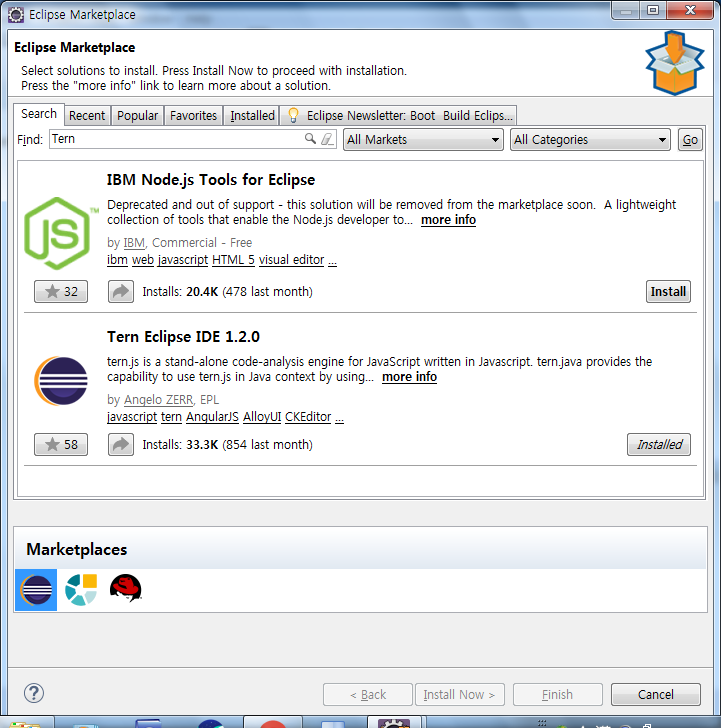 Eclipse Marketplace
Eclipse Marketplace
Select solutions to install. Press Install Now to proceed with installation.
Press the "more info" link to learn more about a solution.
Search Recent Popular Favorites Installed Eclipse Newsletter: Boot Build Eclips...
Find: Tern All Markets All Categories Go
IBM Node.js Tools for Eclipse
Deprecated and out of support - this solution will be removed from the marketplace soon. A lightweight
collection of tools that enable the Node.js developer to... more info
by IBM, Commercial - Free
ibm web javascript HTML 5 visual editor ...
32 Installs: 20.4K (478 last month) Install
JS
Tern Eclipse IDE 1.2.0
tern.js is a stand-alone code-analysis engine for JavaScript written in Javascript. tern.java provides the
capability to use tern.js in Java context by using... more info
by Angelo ZERR, EPL
javascript tern AngularJS AlloyUI CKEditor ...
58 Installs: 33.3K (854 last month) Installed
Marketplaces
? < Back Install Now > Finish Cancel